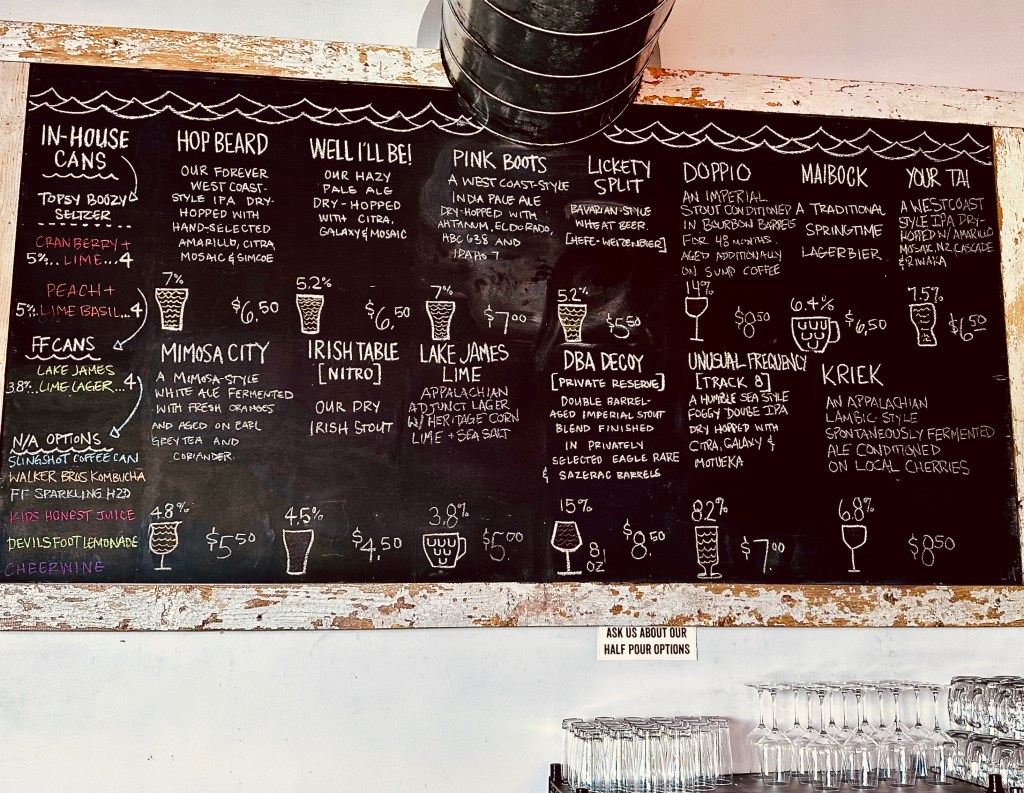 IN-HOUSE
CANS
TOPSY BOOZY
SELTZER
CRANBERRY +
5%.. LIME...4
PEACH +
5%.. LIME BASIL...4
FF CANS
LAKE JAMES
3.8%.. LIME LAGER...4
N/A OPTIONS
SLINGSHOT COFFEE CAN
WALKER BROS KOMBUCHA
FF SPARKLING H2O
KIDS HONEST JUICE
DEVILSFOOT LEMONADE
CHEERWINE
HOP BEARD
OUR FOREVER
WEST COAST-
STYLE IPA DRY-
HOPPED WITH
HAND-SELECTED
AMARILLO, CITRA,
MOSAIC & SIMCOE
7%
$6.50
WELL I'LL BE!
OUR HAZY
PALE ALE
DRY-HOPPED
WITH CITRA,
GALAXY & MOSAIC
5.2%
$6.50
PINK BOOTS
A WEST COAST-STYLE
INDIA PALE ALE
DRY-HOPPED WITH
AHTANUM, EL DORADO,
HBC 638 AND
IDAHO 7
7%
$7.00
LICKETY
SPLIT
BAVARIAN-STYLE
WHEAT BEER.
[HEFE-WEIZENBIER]
5.2%
$5.50
DOPPIO
AN IMPERIAL
STOUT CONDITIONED
IN BOURBON BARRELS
FOR 48 MONTHS.
AGED ADDITIONALLY
ON SUMP COFFEE
14%
$8.50
MAIBOCK
A TRADITIONAL
SPRINGTIME
LAGERBIER
6.4%
$6.50
YOUR TAI
A WESTCOAST
STYLE IPA DRY-
HOPPED W/ AMARILLO
MOSAIC, NZ CASCADE
& RIWAKA
7.5%
$6.50
MIMOSA CITY
A MIMOSA-STYLE
WHITE ALE FERMENTED
WITH FRESH ORANGES
AND AGED ON EARL
GREY TEA AND
CORIANDER.
4.8%
$5.50
IRISH TABLE
[NITRO]
OUR DRY
IRISH STOUT
4.5%
$4.50
LAKE JAMES
LIME
APPALACHIAN
ADJUNCT LAGER
W/ HERITAGE CORN
LIME + SEA SALT
3.8%
$5.00
DBA DECOY
[PRIVATE RESERVE]
DOUBLE BARREL-
AGED IMPERIAL STOUT
BLEND FINISHED
IN PRIVATELY
SELECTED EAGLE RARE
& SAZERAC BARRELS
15%
8
OZ
$8.50
UNUSUAL FREQUENCY
[TRACK 8]
A HUMBLE SEA STYLE
FOGGY DOUBE IPA
DRY HOPPED WITH
CITRA, GALAXY &
MOTUEKA
8.2%
$7.00
KRIEK
AN APPALACHIAN
LAMBIC-STYLE
SPONTANEOUSLY FERMENTED
ALE CONDITIONED
ON LOCAL CHERRIES
6.8%
$8.50
ASK US ABOUT OUR
HALF POUR OPTIONS